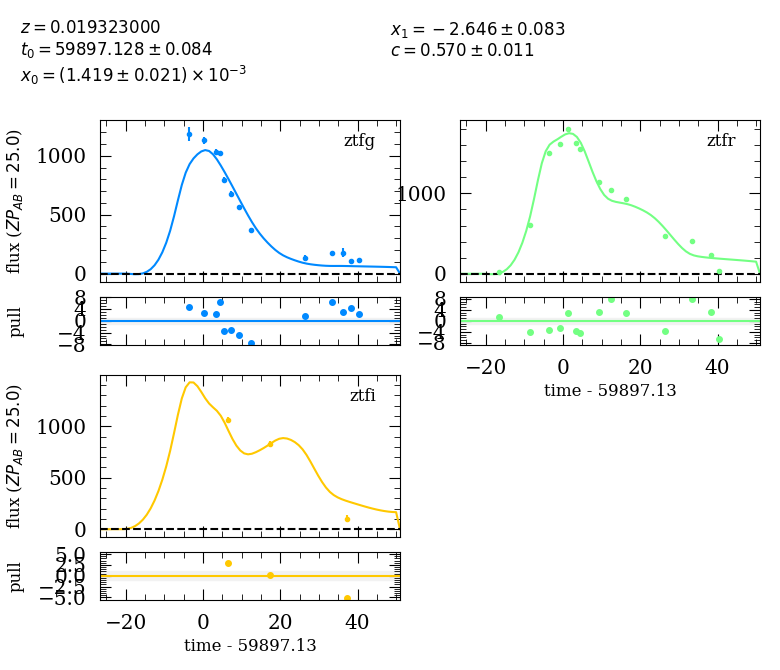 z = 0.019323000
t₀ = 59897.128 ± 0.084
x₀ = (1.419 ± 0.021) × 10⁻³
x₁ = −2.646 ± 0.083
c = 0.570 ± 0.011
flux (ZP_AB = 25.0)
1000
500
0
ztfg
1000
0
ztfr
pull
8
4
0
−4
−8
8
4
0
−4
−8
−20 0 20 40
time - 59897.13
flux (ZP_AB = 25.0)
1000
500
0
ztfi
pull
5.0
2.5
0.0
−2.5
−5.0
−20 0 20 40
time - 59897.13